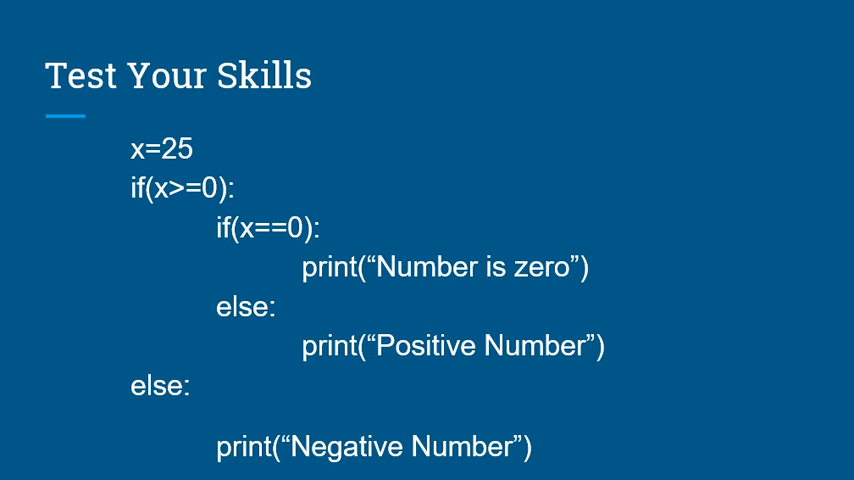 Test Your Skills
x=25
if(x>=0):
if(x==0):
print(“Number is zero”)
else:
print(“Positive Number”)
else:
print(“Negative Number”)